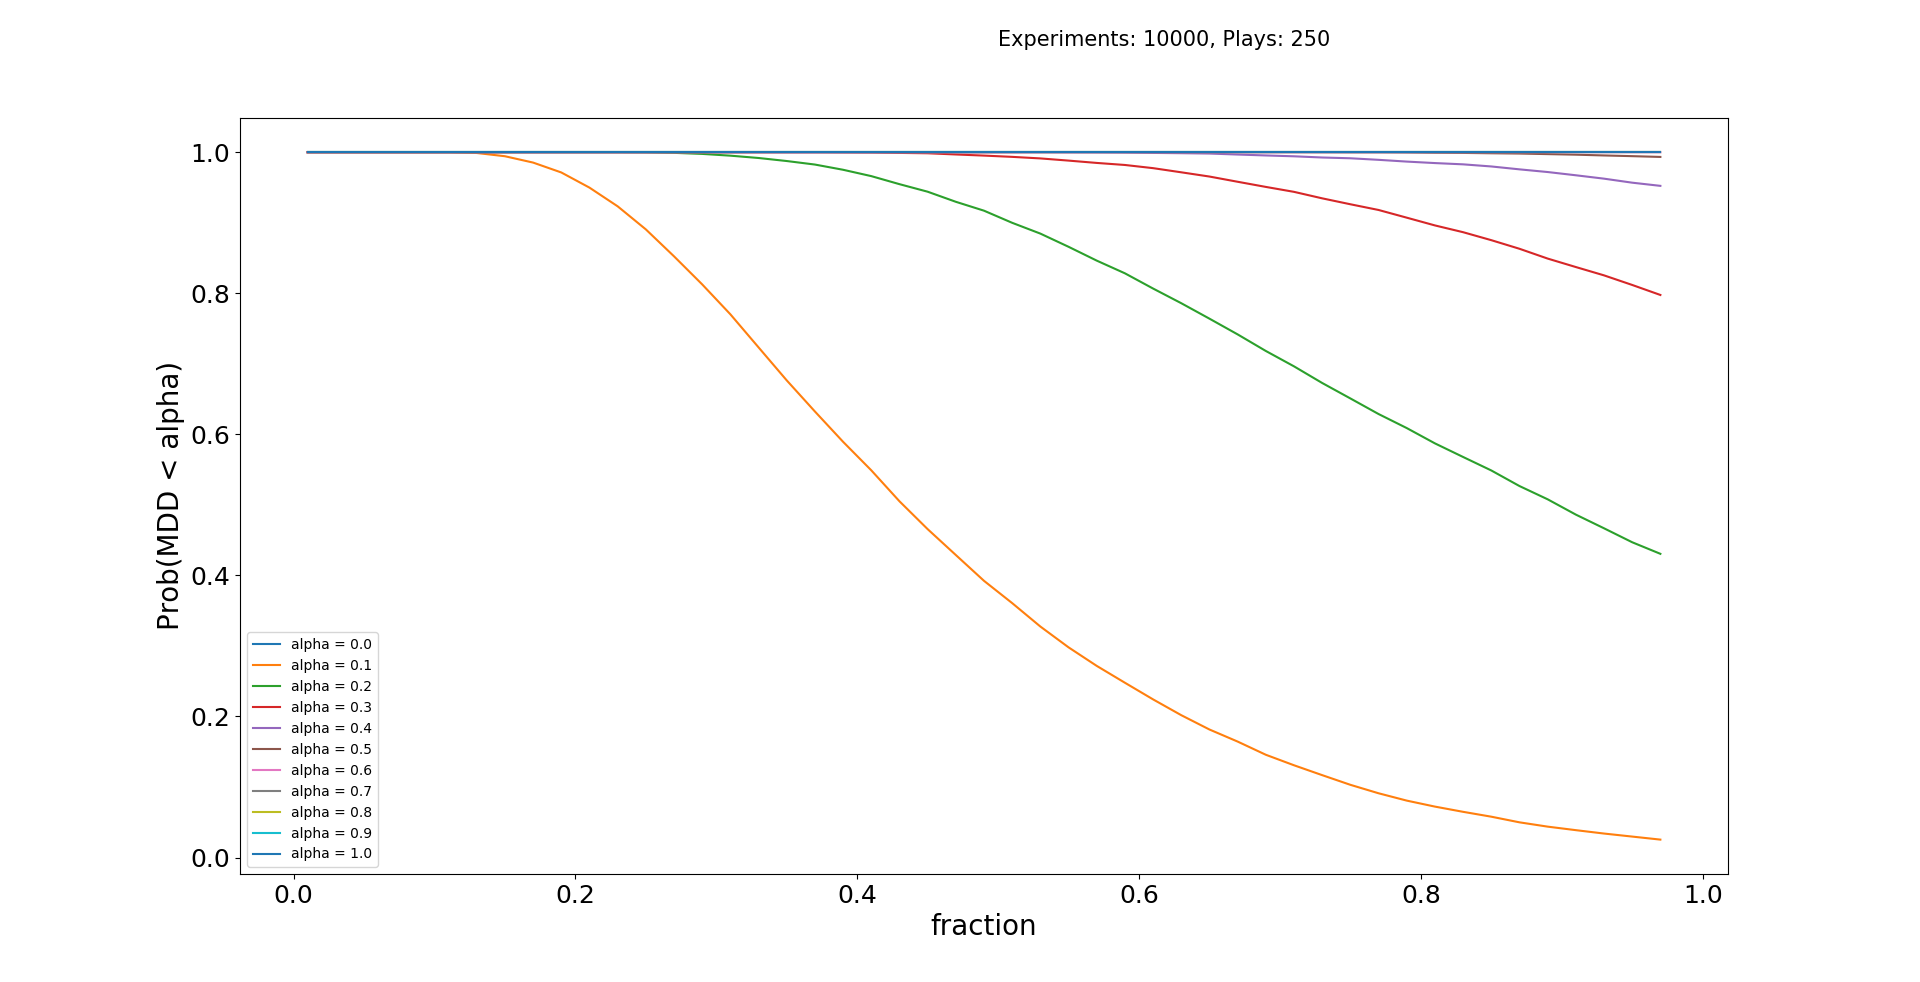 Experiments: 10000, Plays: 250
Prob(MDD < alpha)
1.0
0.8
0.6
0.4
0.2
0.0
alpha = 0.0
alpha = 0.1
alpha = 0.2
alpha = 0.3
alpha = 0.4
alpha = 0.5
alpha = 0.6
alpha = 0.7
alpha = 0.8
alpha = 0.9
alpha = 1.0
0.0 0.2 0.4 0.6 0.8 1.0
fraction